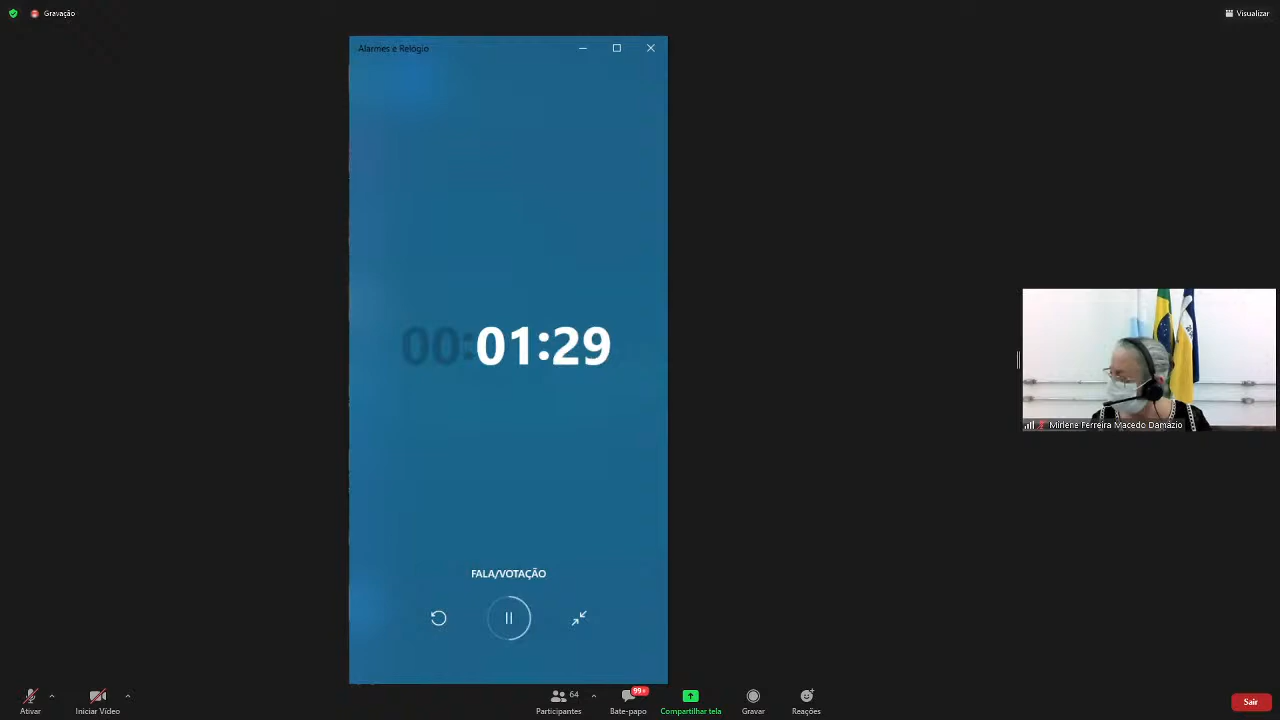 Gravação
Visualizar
Alarmes e Relógio
00:01:29
Mirlene Ferreira Macedo Damázio
FALA/VOTAÇÃO
Ativar
Iniciar Vídeo
Participantes
64
Bate-papo
99+
Compartilhar tela
Gravar
Reações
Sair